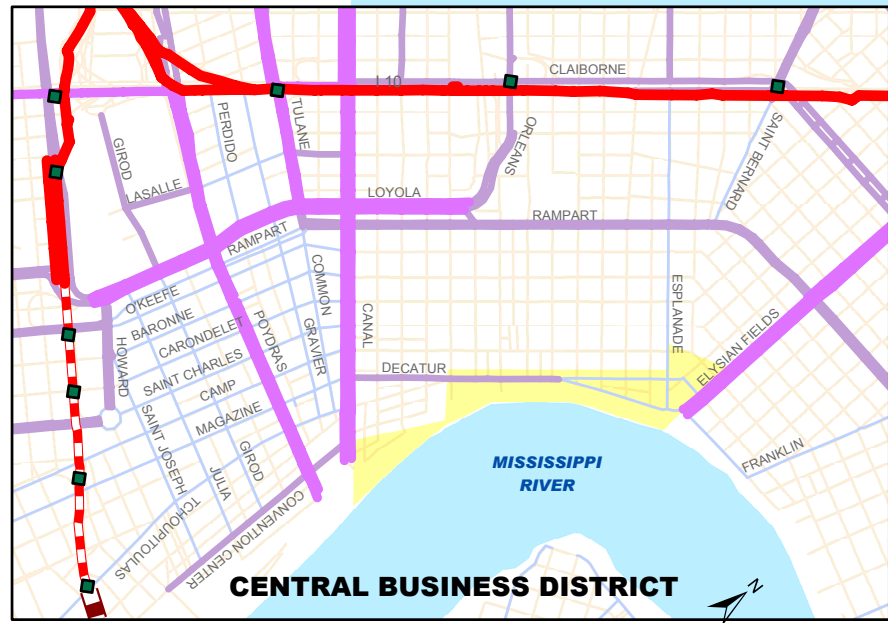 CLAIBORNE
I 10
PERDIDO
TULANE
ORLEANS
SAINT BERNARD
GIROD
LASALLE
LOYOLA
RAMPART
RAMPART
O'KEEFE
BARONNE
CARONDELET
SAINT CHARLES
CAMP
MAGAZINE
HOWARD
POYDRAS
COMMON
GRAVIER
CANAL
DECATUR
ESPLANADE
ELYSIAN FIELDS
FRANKLIN
SAINT JOSEPH
JULIA
GIROD
TCHOUPITOULAS
CONVENTION CENTER
MISSISSIPPI
RIVER
CENTRAL BUSINESS DISTRICT
N